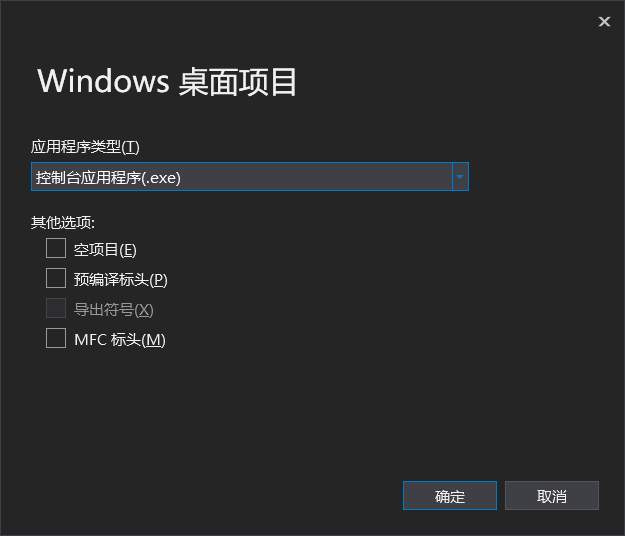 Windows 桌面项目
应用程序类型(T)
控制台应用程序(.exe)
其他选项:
空项目(E)
预编译标头(P)
导出符号(X)
MFC 标头(M)
确定
取消